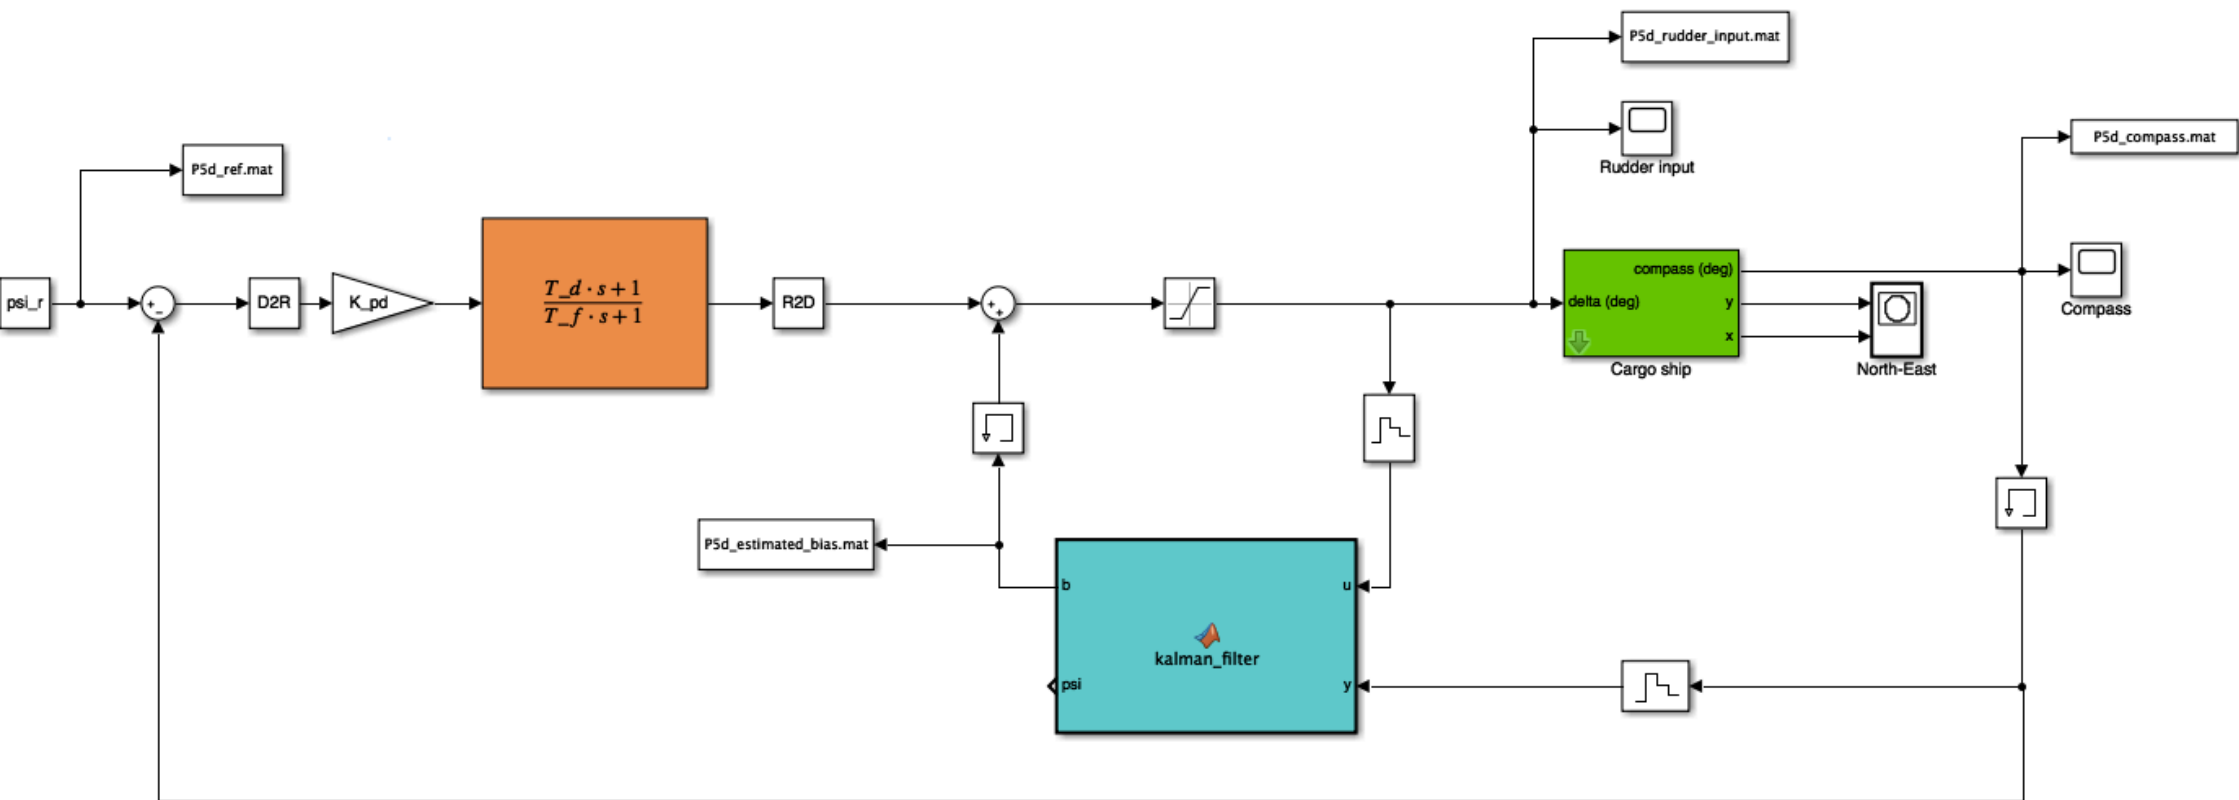 P5d_rudder_input.mat
Rudder input
P5d_compass.mat
P5d_ref.mat
psi_r
+
-
D2R
K_pd
T_d · s + 1
T_f · s + 1
R2D
+
+
delta (deg)
compass (deg)
y
x
Cargo ship
North-East
Compass
P5d_estimated_bias.mat
b
u
kalman_filter
psi
y